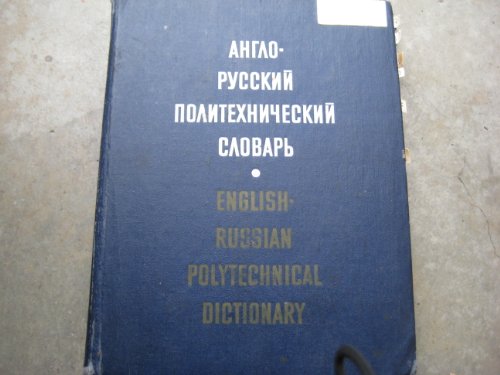 АНГЛО-
РУССКИЙ
ПОЛИТЕХНИЧЕСКИЙ
СЛОВАРЬ
ENGLISH-
RUSSIAN
POLYTECHNICAL
DICTIONARY